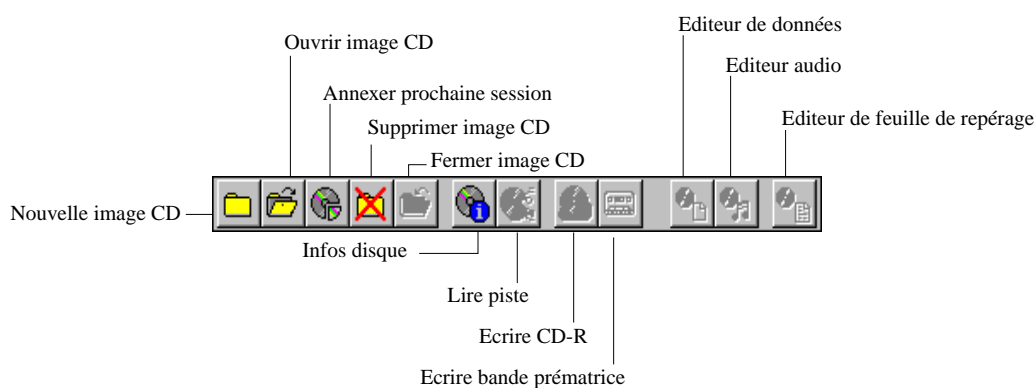 Editeur de données
Ouvrir image CD
Editeur audio
Annexer prochaine session
Editeur de feuille de repérage
Supprimer image CD
Fermer image CD
Nouvelle image CD
Infos disque
Lire piste
Ecrire CD-R
Ecrire bande prématrice